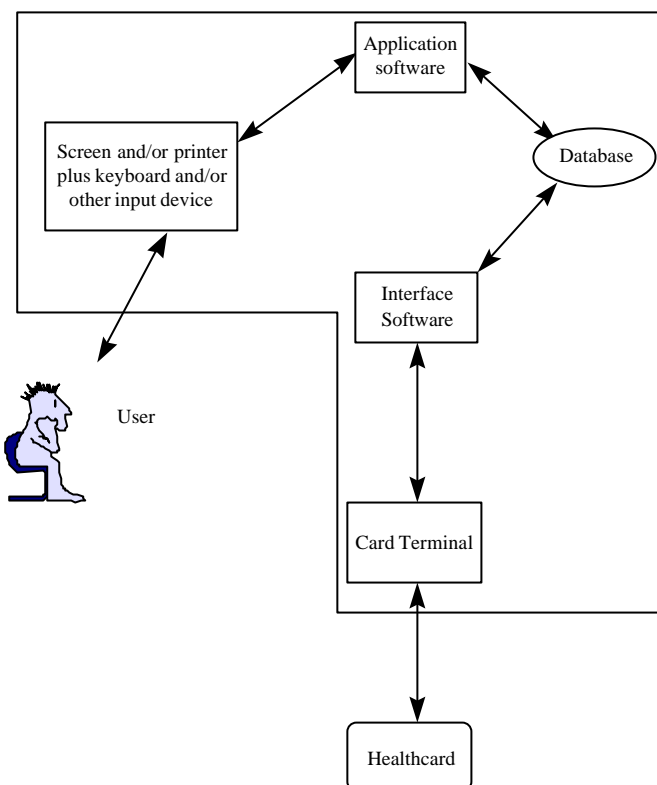 Application
software
Screen and/or printer
plus keyboard and/or
other input device
Database
Interface
Software
User
Card Terminal
Healthcard